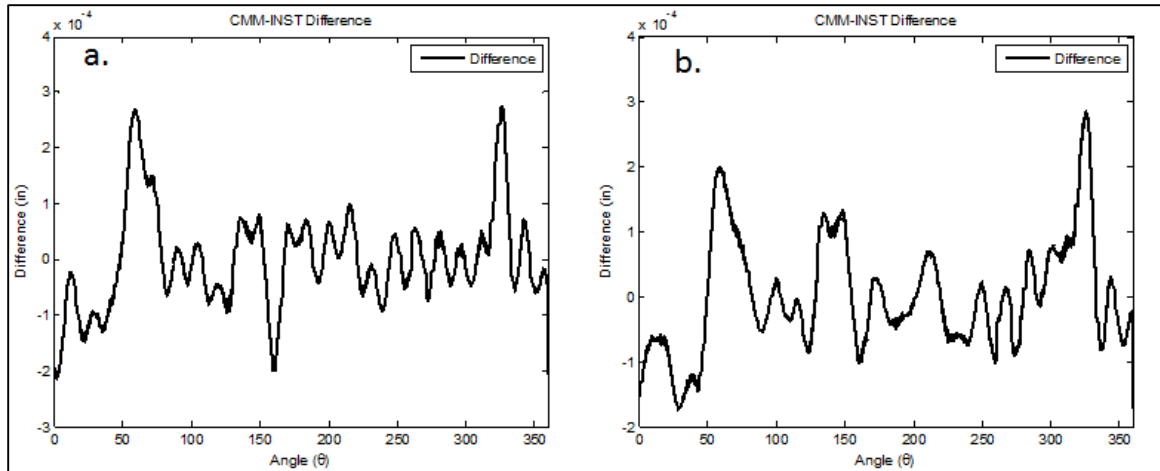 x 10⁻⁴
CMM-INST Difference
a.
Difference
4
3
2
1
0
-1
-2
-3
Difference (in)
0 50 100 150 200 250 300 350
Angle (θ)
x 10⁻⁴
CMM-INST Difference
b.
Difference
4
3
2
1
0
-1
-2
Difference (in)
0 50 100 150 200 250 300 350
Angle (θ)